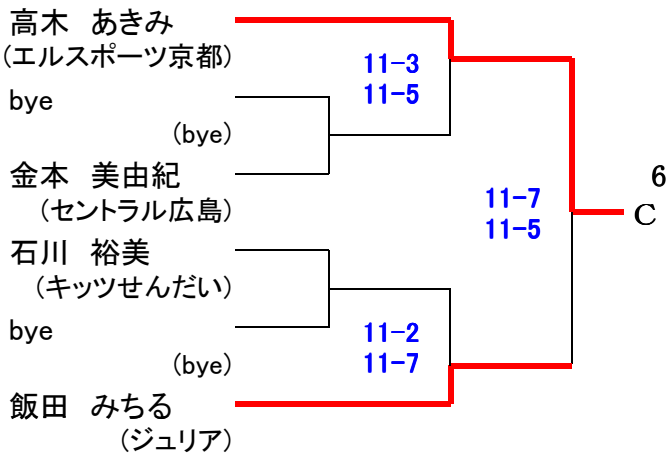 高木 あきみ
(エルスポーツ京都)
11-3
11-5
bye
(bye)
金本 美由紀
(セントラル広島)
6
11-7
C
11-5
石川 裕美
(キッツせんだい)
bye
11-2
(bye)
11-7
飯田 みちる
(ジュリア)